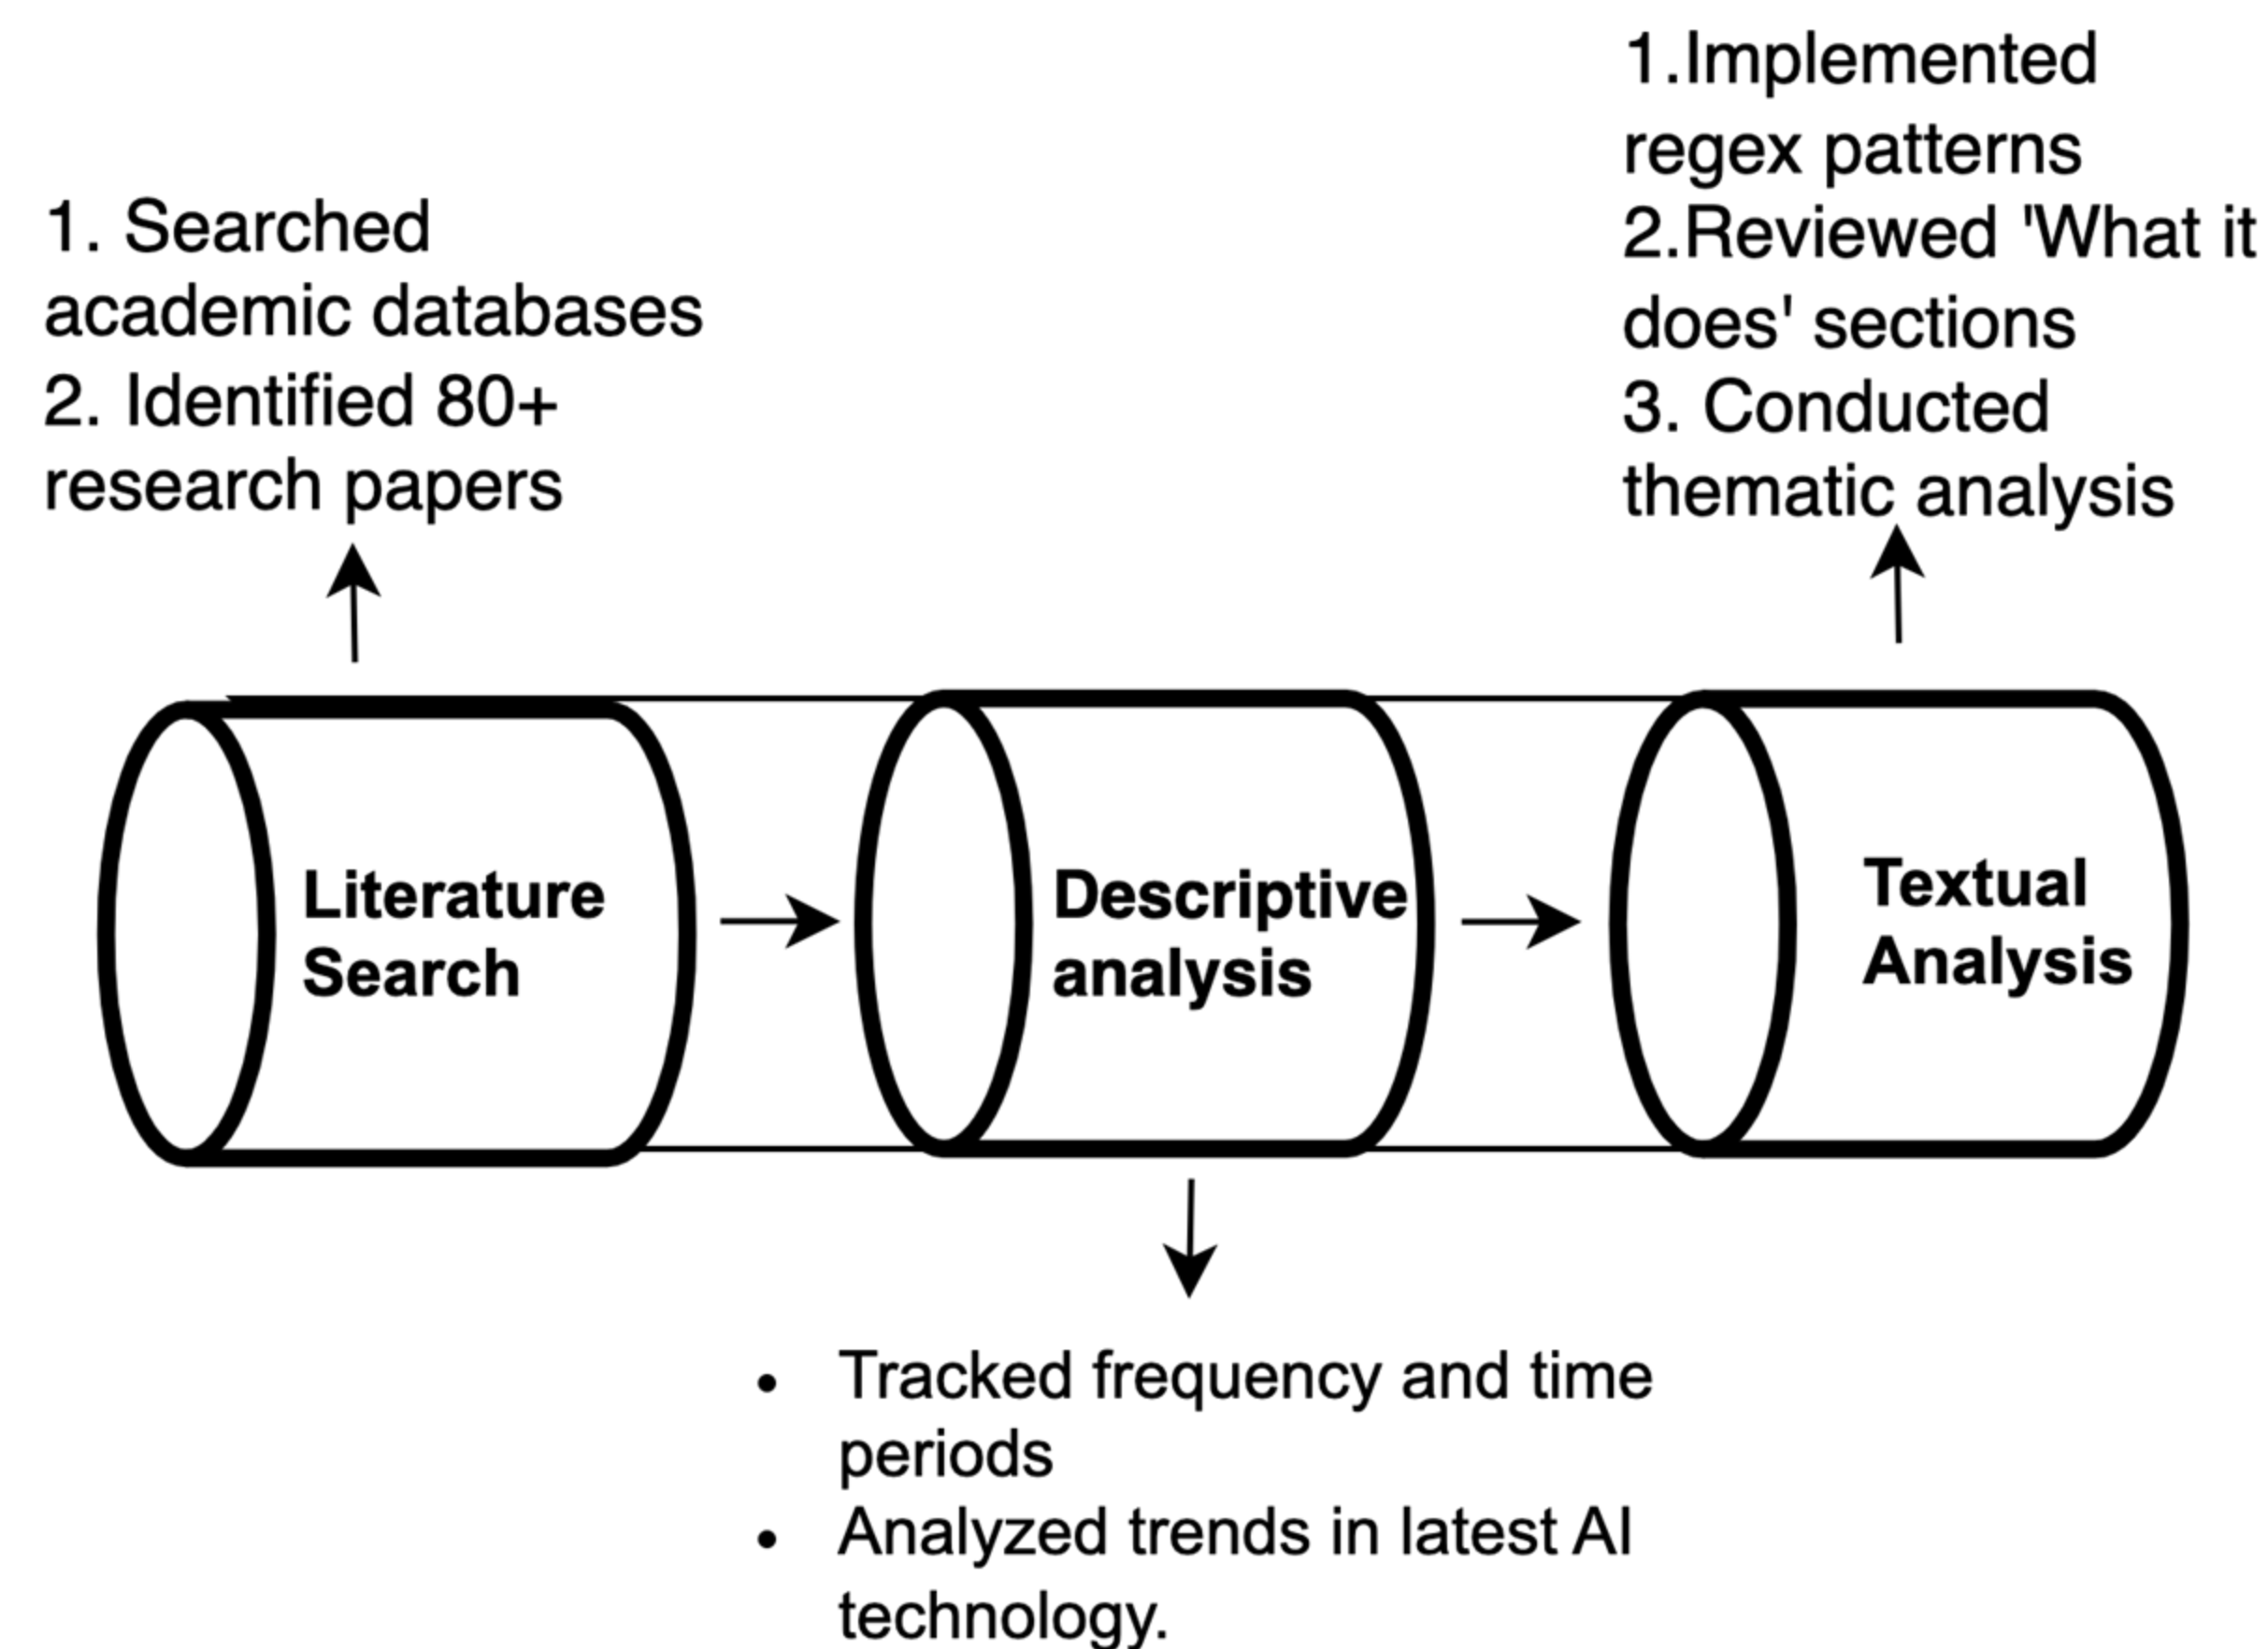 1. Searched
academic databases
2. Identified 80+
research papers
1.Implemented
regex patterns
2.Reviewed 'What it
does' sections
3. Conducted
thematic analysis
Literature
Search
Descriptive
analysis
Textual
Analysis
• Tracked frequency and time
periods
• Analyzed trends in latest AI
technology.